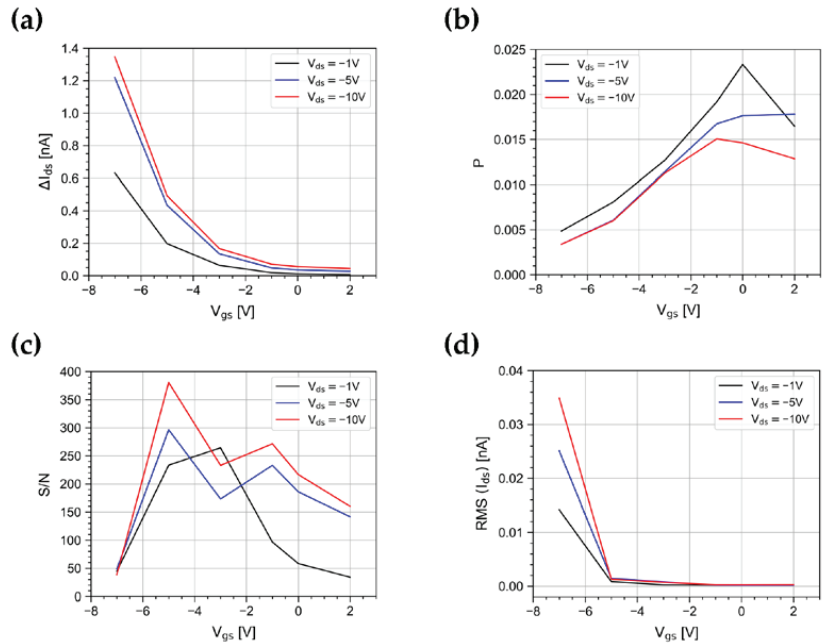 (a)
1.4
1.2
1.0
0.8
0.6
0.4
0.2
0.0
ΔIds [nA]
−8 −6 −4 −2 0 2
Vgs [V]
Vds = −1V
Vds = −5V
Vds = −10V
(b)
0.025
0.020
0.015
0.010
0.005
0.000
P
−8 −6 −4 −2 0 2
Vgs [V]
Vds = −1V
Vds = −5V
Vds = −10V
(c)
400
350
300
250
200
150
100
50
0
S/N
−8 −6 −4 −2 0 2
Vgs [V]
Vds = −1V
Vds = −5V
Vds = −10V
(d)
0.04
0.03
0.02
0.01
0.00
RMS (Ids) [nA]
−8 −6 −4 −2 0 2
Vgs [V]
Vds = −1V
Vds = −5V
Vds = −10V